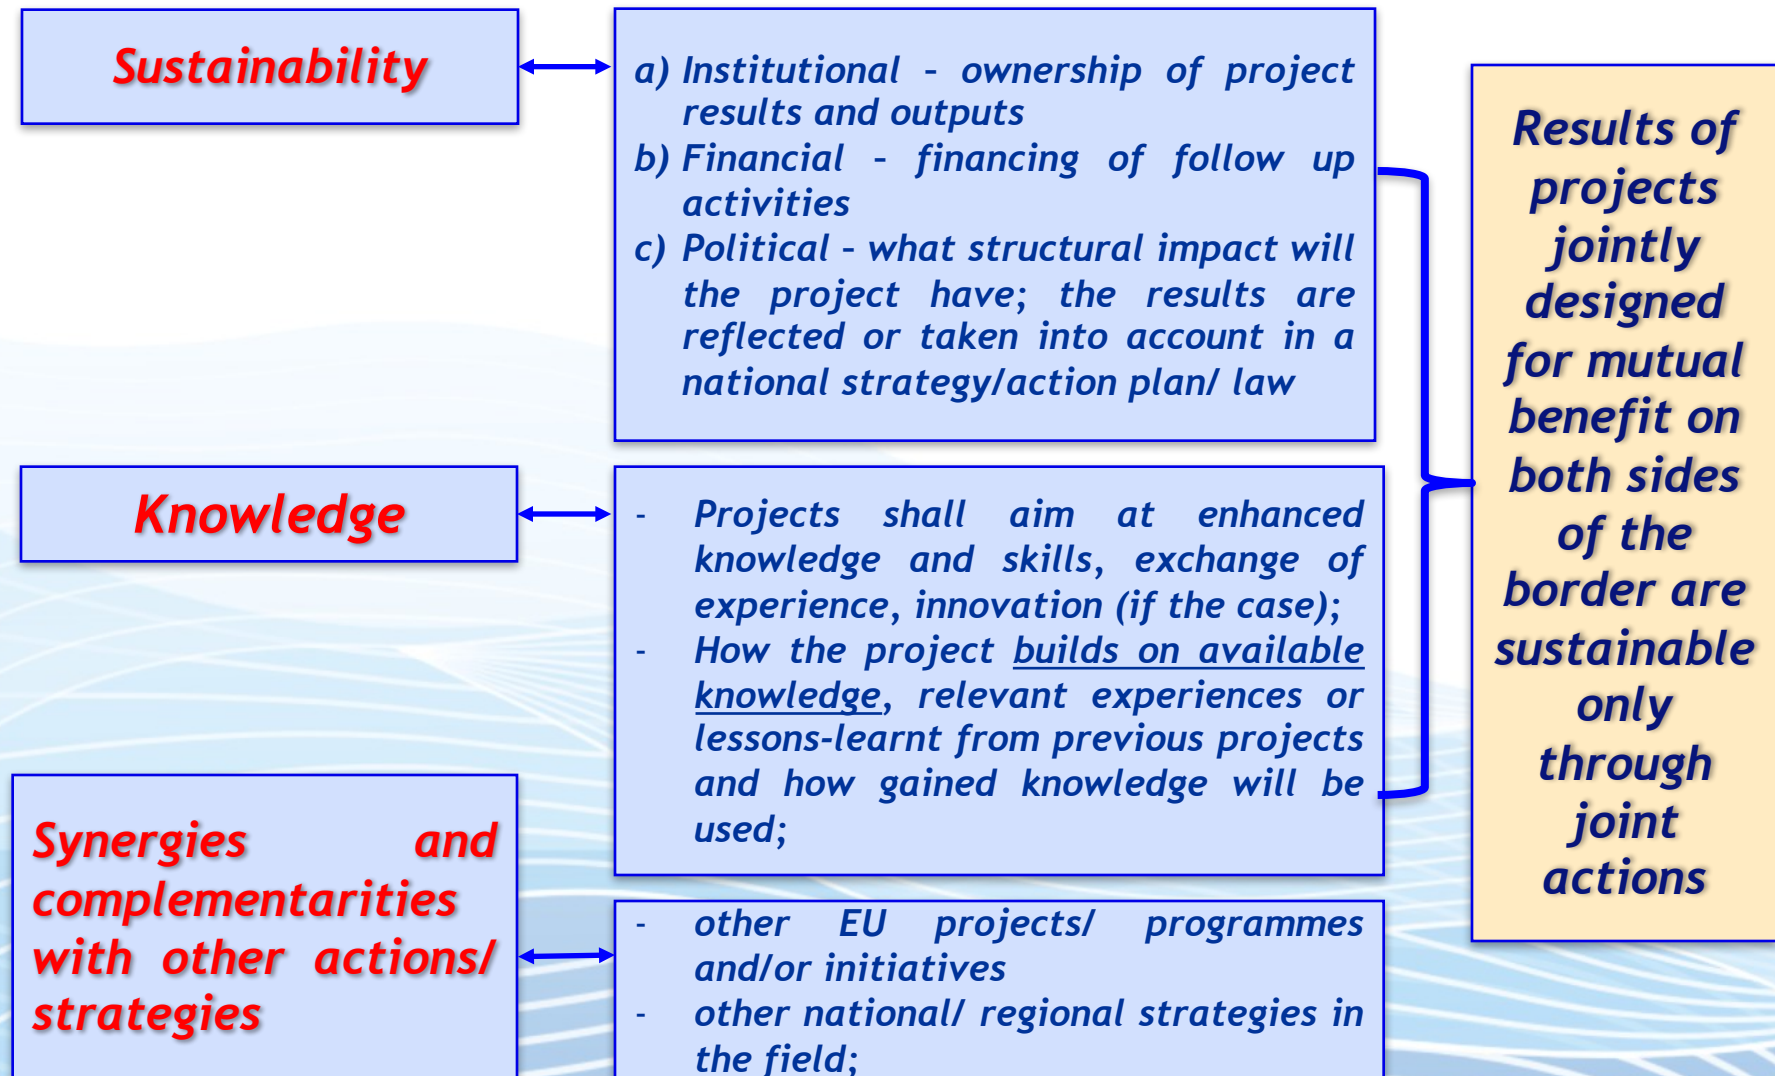 Sustainability
a) Institutional – ownership of project
results and outputs
b) Financial – financing of follow up
activities
c) Political – what structural impact will
the project have; the results are
reflected or taken into account in a
national strategy/action plan/ law
Knowledge
- Projects shall aim at enhanced
knowledge and skills, exchange of
experience, innovation (if the case);
- How the project builds on available
knowledge, relevant experiences or
lessons-learnt from previous projects
and how gained knowledge will be
used;
Synergies and
complementarities
with other actions/
strategies
- other EU projects/ programmes
and/or initiatives
- other national/ regional strategies in
the field;
Results of
projects
jointly
designed
for mutual
benefit on
both sides
of the
border are
sustainable
only
through
joint
actions